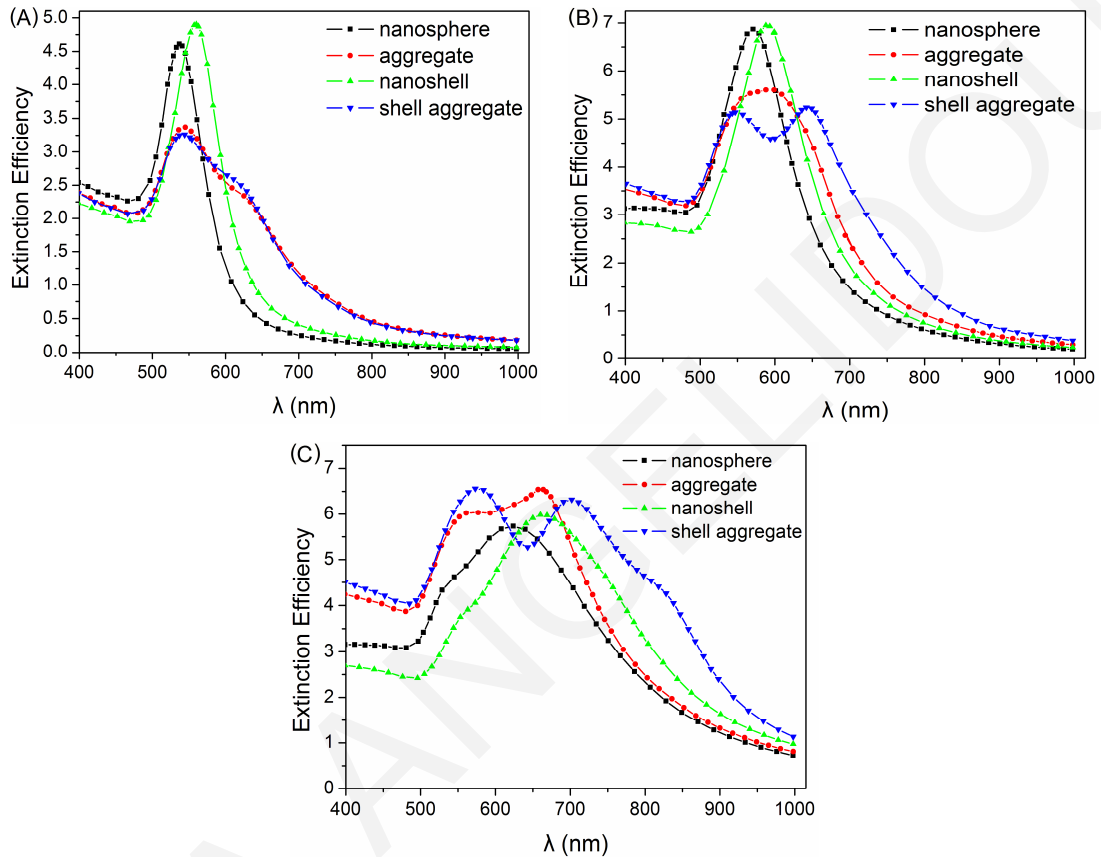 (A)
nanosphere
aggregate
nanoshell
shell aggregate
Extinction Efficiency
5.0
4.5
4.0
3.5
3.0
2.5
2.0
1.5
1.0
0.5
0.0
400 500 600 700 800 900 1000
λ (nm)
(B)
nanosphere
aggregate
nanoshell
shell aggregate
Extinction Efficiency
7
6
5
4
3
2
1
0
400 500 600 700 800 900 1000
λ (nm)
(C)
nanosphere
aggregate
nanoshell
shell aggregate
Extinction Efficiency
7
6
5
4
3
2
1
0
400 500 600 700 800 900 1000
λ (nm)
ANGELIDOU